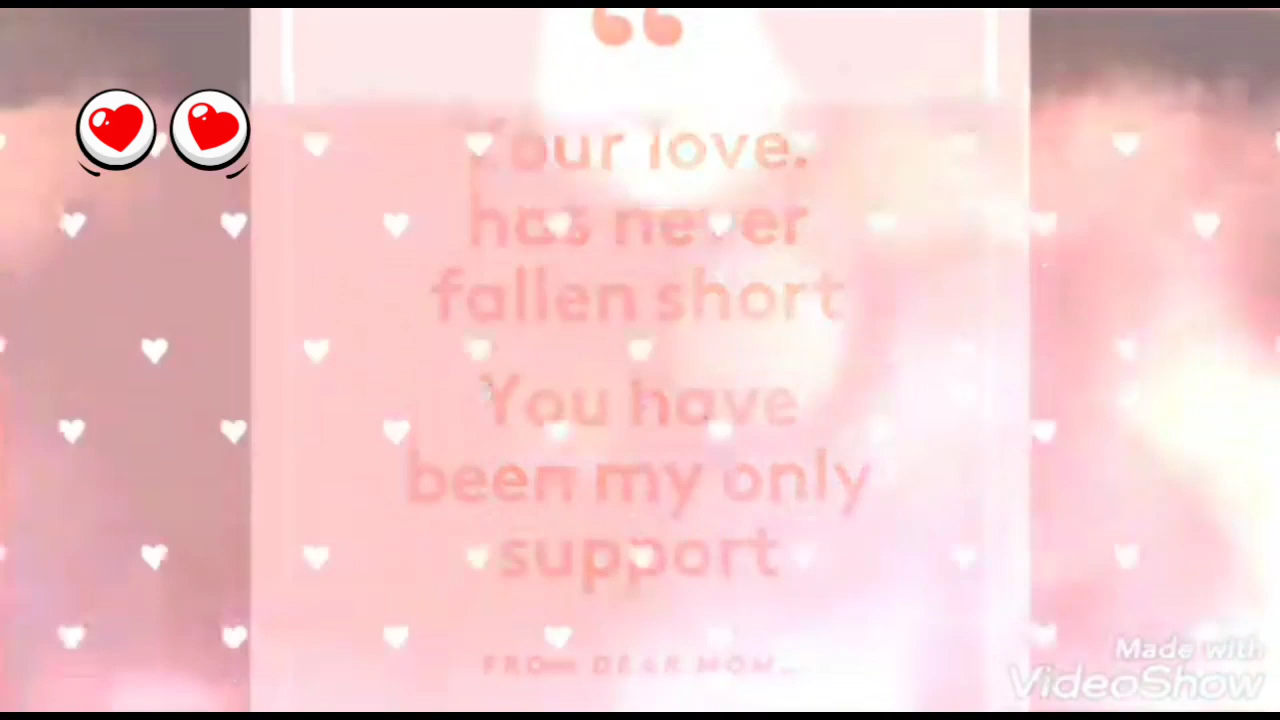 “
Your love.
has never
fallen short
You have
been my only
support
FROM DEAR MOM...
Made with
VideoShow